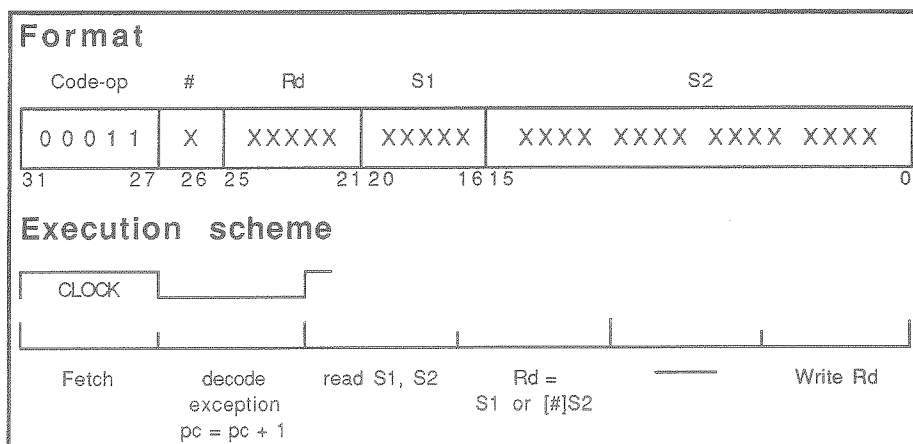 Format
Code-op # Rd S1 S2
0 0 0 1 1 X XXXXX XXXXX XXXX XXXX XXXX XXXX
31 27 26 25 21 20 16 15 0
Execution scheme
CLOCK
Fetch decode read S1, S2 Rd = Write Rd
exception S1 or [#]S2
pc = pc + 1